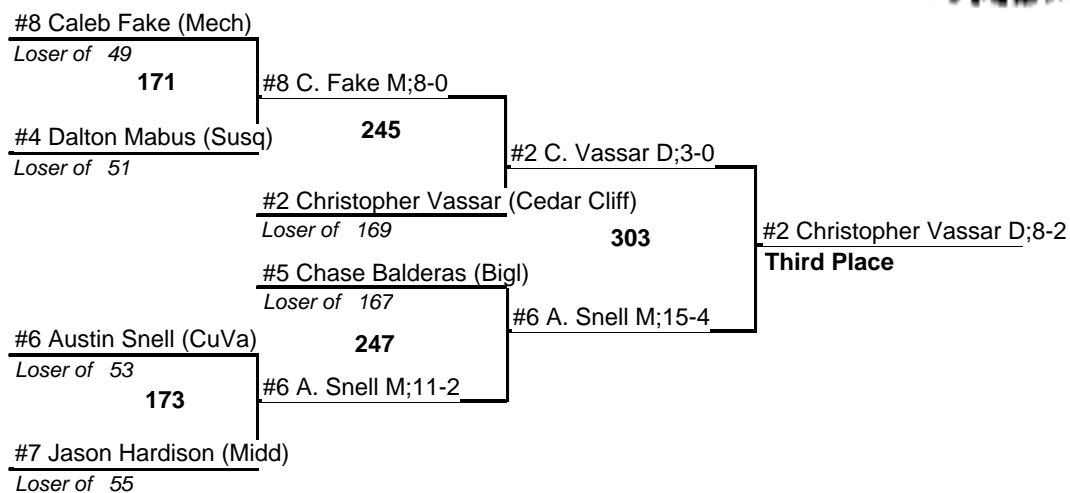 #8 Caleb Fake (Mech)
Loser of 49
171
#8 C. Fake M;8-0
#4 Dalton Mabus (Susq)
Loser of 51
245
#2 C. Vassar D;3-0
#2 Christopher Vassar (Cedar Cliff)
Loser of 169
303
#2 Christopher Vassar D;8-2
Third Place
#5 Chase Balderas (Bigl)
Loser of 167
#6 A. Snell M;15-4
#6 Austin Snell (CuVa)
Loser of 53
247
173
#6 A. Snell M;11-2
#7 Jason Hardison (Midd)
Loser of 55